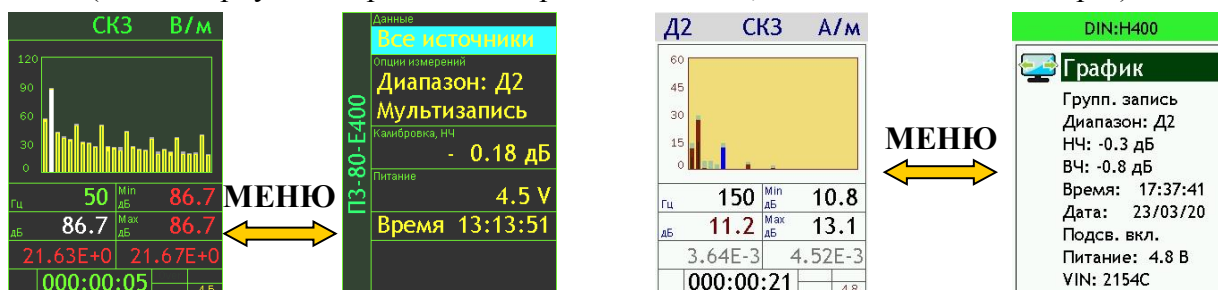 СКЗ В/м
120
90
60
30
0
Гц 50 Min дБ 86.7
дБ 86.7 Max дБ 86.7
21.63E+0 21.67E+0
000:00:05
4.5
МЕНЮ
ПЗ-80-Е400
Данные
Все источники
Опции измерений
Диапазон: Д2
Мультизапись
Калибровка, НЧ
- 0.18 дБ
Питание
4.5 V
Время 13:13:51
Д2 СКЗ А/м
60
45
30
15
0
Гц 150 Min дБ 10.8
дБ 11.2 Max дБ 13.1
3.64E-3 4.52E-3
000:00:21
4.8
МЕНЮ
DIN:H400
График
Групп. запись
Диапазон: Д2
НЧ: -0.3 дБ
ВЧ: -0.8 дБ
Время: 17:37:41
Дата: 23/03/20
Подсв. вкл.
Питание: 4.8 В
VIN: 2154C